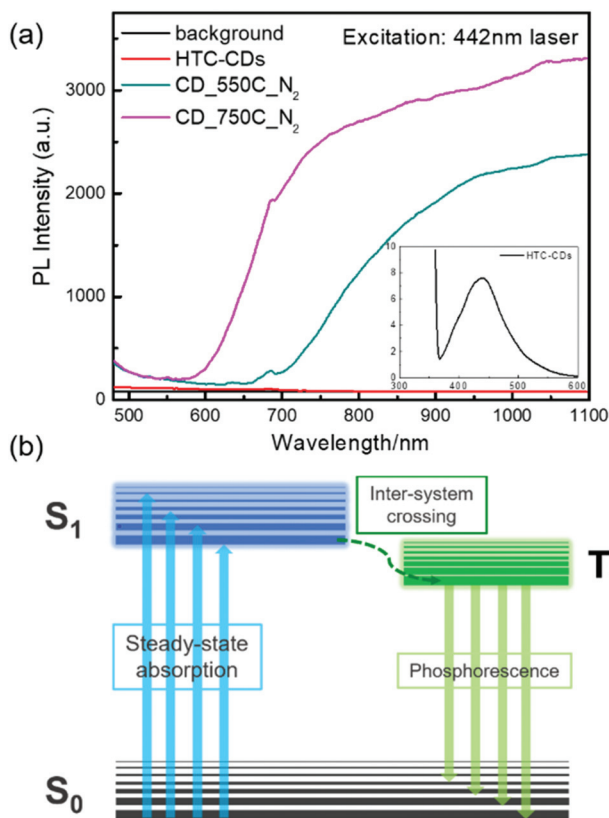 (a)
background
HTC-CDs
CD_550C_N₂
CD_750C_N₂
Excitation: 442nm laser
PL Intensity (a.u.)
3000
2000
1000
0
10
8
6
4
2
0
HTC-CDs
300 400 500 600
500 600 700 800 900 1000 1100
Wavelength/nm
(b)
S₁
Inter-system
crossing
T
Steady-state
absorption
Phosphorescence
S₀